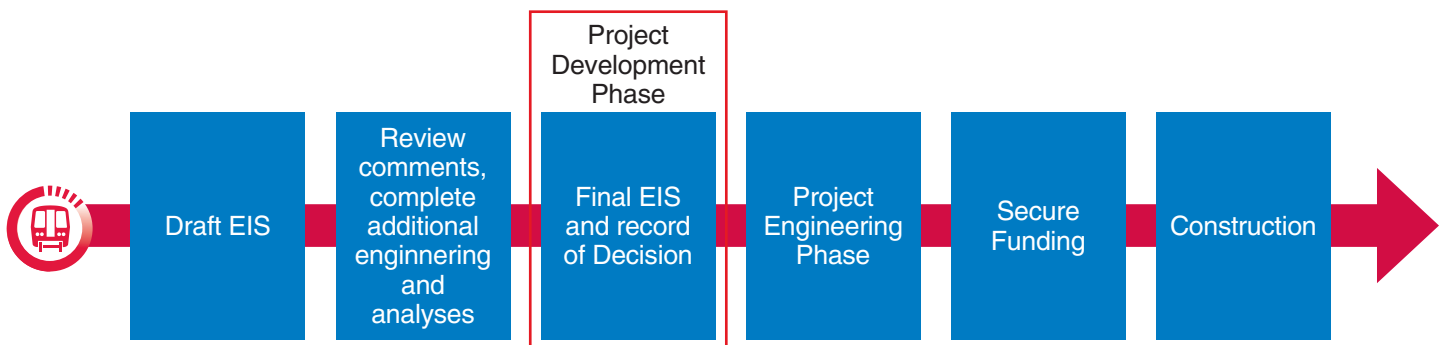 Project
Development
Phase
Draft EIS
Review
comments,
complete
additional
enginnering
and
analyses
Final EIS
and record
of Decision
Project
Engineering
Phase
Secure
Funding
Construction